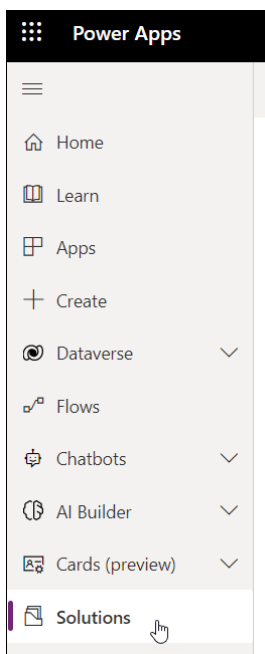 Power Apps
Home
Learn
Apps
Create
Dataverse
Flows
Chatbots
AI Builder
Cards (preview)
Solutions